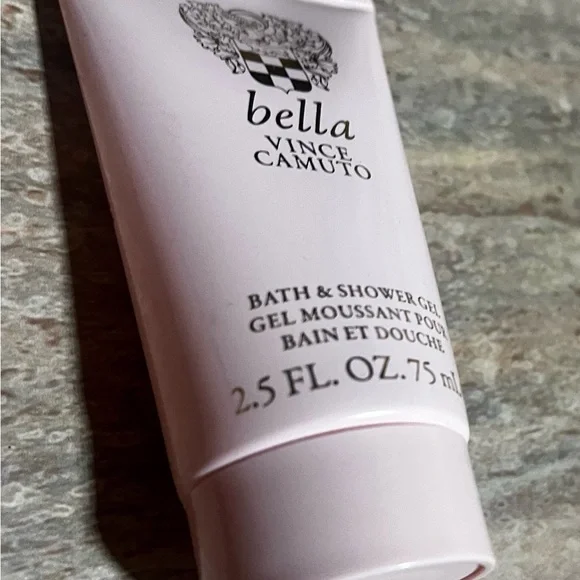 bella
VINCE
CAMUTO
BATH & SHOWER GEL
GEL MOUSSANT POUR
BAIN ET DOUCHE
2.5 FL. OZ. 75 mL